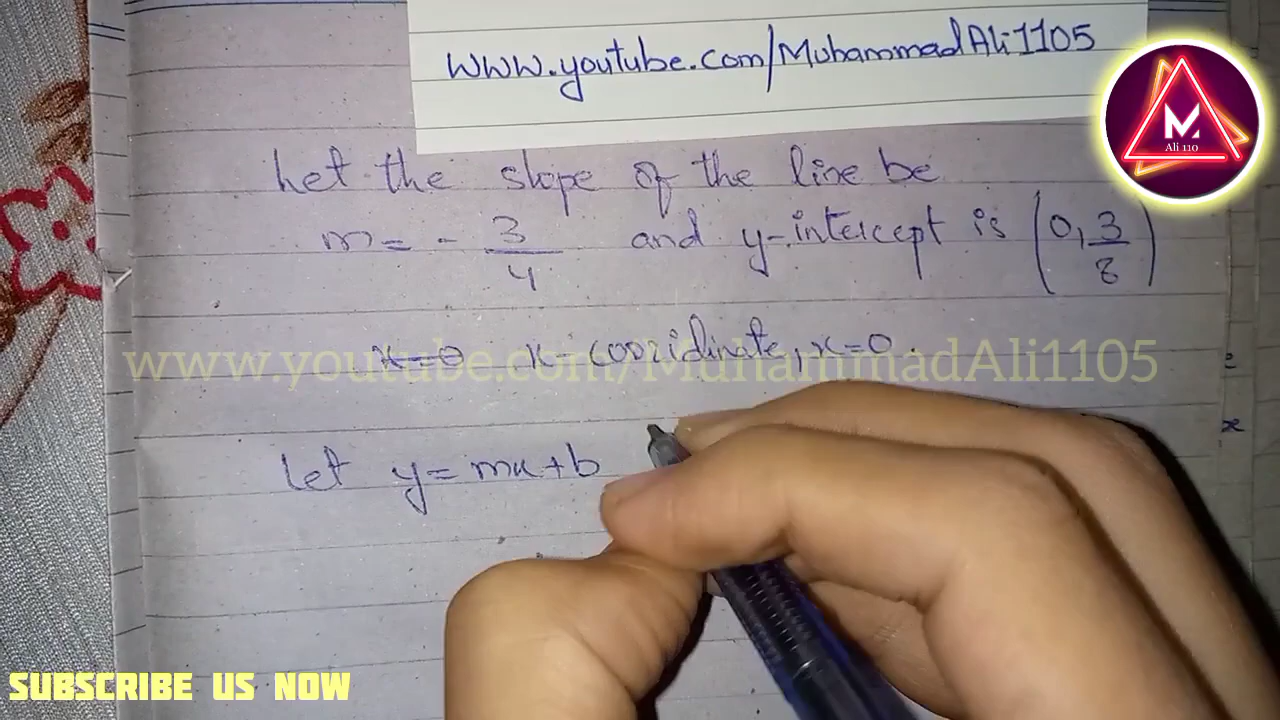 www.youtube.com/MuhammadAli1105
M
Ali 110
Let the slope of the line be
m = - 3/4 and y-intercept is (0, 3/8)
x=0 x-coordinate, x=0.
www.youtube.com/MuhammadAli1105
x
Let y=mx+b
SUBSCRIBE US NOW